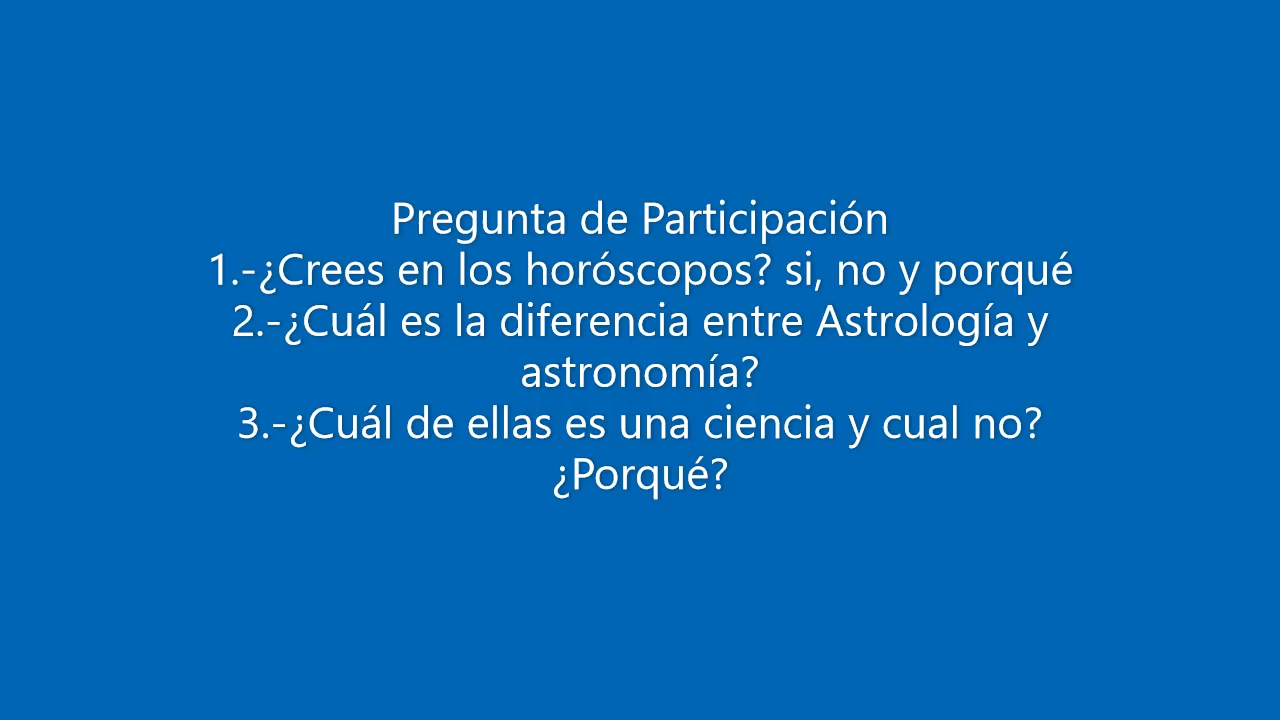 Pregunta de Participación
1.-¿Crees en los horóscopos? si, no y porqué
2.-¿Cuál es la diferencia entre Astrología y
astronomía?
3.-¿Cuál de ellas es una ciencia y cual no?
¿Porqué?